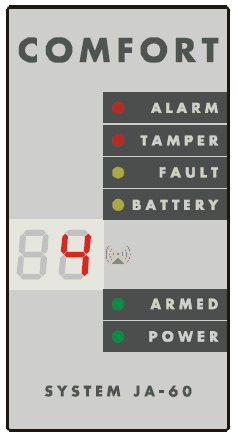 COMFORT
ALARM
TAMPER
FAULT
BATTERY
4
ARMED
POWER
SYSTEM JA-60